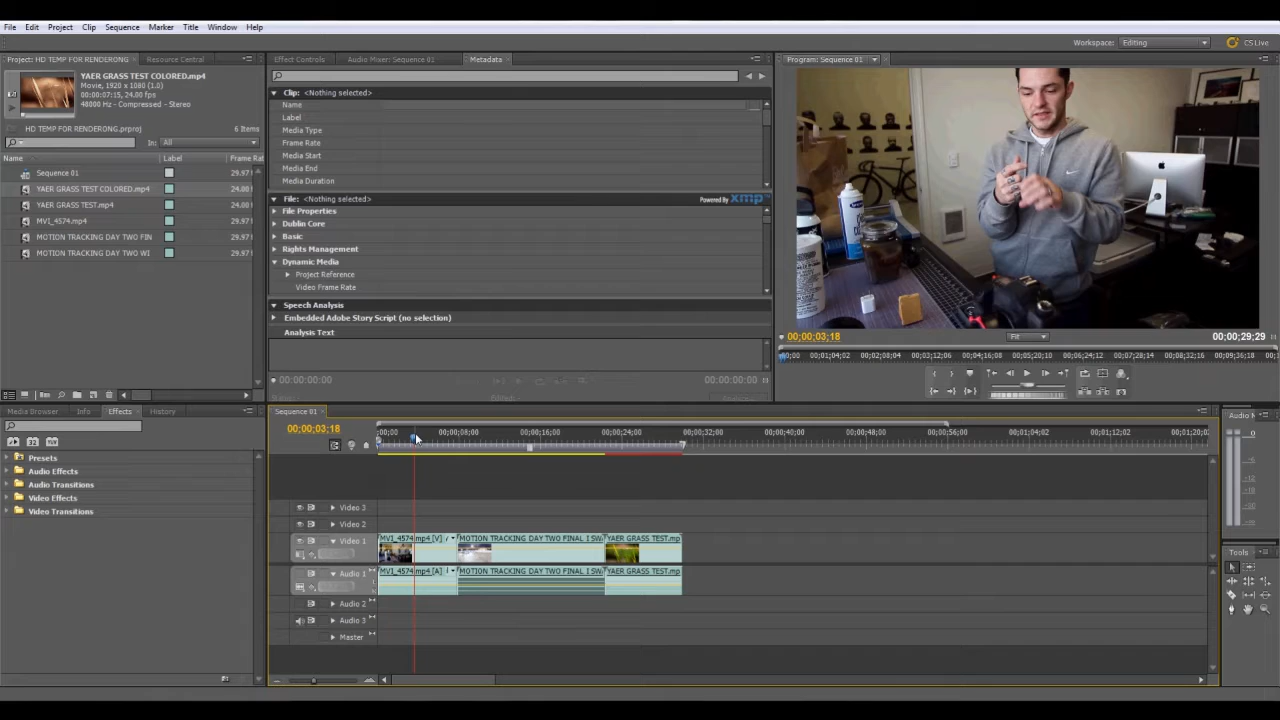 File Edit Project Clip Sequence Marker Title Window Help
Workspace: Editing CS Live
Project: HD TEMP FOR RENDERONG Resource Central
YAER GRASS TEST COLORED.mp4
Movie, 1920 x 1080 (1.0)
00;00;07;15, 24.00 fps
48000 Hz - Compressed - Stereo
HD TEMP FOR RENDERONG.prproj 6 Items
In: All
Name Label Frame Ra
Sequence 01 29.97
YAER GRASS TEST COLORED.mp4 24.00
YAER GRASS TEST.mp4 24.00
MVI_4574.mp4 29.97
MOTION TRACKING DAY TWO FIN 29.97
MOTION TRACKING DAY TWO WI 29.97
Effect Controls Audio Mixer: Sequence 01 Metadata
Clip: <Nothing selected>
Name
Label
Media Type
Frame Rate
Media Start
Media End
Media Duration
File: <Nothing selected> Powered By xmp
File Properties
Dublin Core
Basic
Rights Management
Dynamic Media
Project Reference
Video Frame Rate
Speech Analysis
Embedded Adobe Story Script (no selection)
Analysis Text
00;00;00;00 00;00;00;00
Program: Sequence 01
00;00;03;18 Fit 00;00;29;29
00;00 00;01;04;02 00;02;08;04 00;03;12;06 00;04;16;08 00;05;20;10 00;06;24;12 00;07;28;14 00;08;32;16 00;09;36;18
Media Browser Info Effects History
Presets
Audio Effects
Audio Transitions
Video Effects
Video Transitions
Sequence 01
00;00;03;18
00;00 00;00;08;00 00;00;16;00 00;00;24;00 00;00;32;00 00;00;40;00 00;00;48;00 00;00;56;00 00;01;04;02 00;01;12;02 00;01;20;02
Video 3
Video 2
Video 1 MVI_4574.mp4 [V] MOTION TRACKING DAY TWO FINAL I SW YAER GRASS TEST.mp
Audio 1 MVI_4574.mp4 [A] MOTION TRACKING DAY TWO FINAL I SW YAER GRASS TEST.mp
Audio 2
Audio 3
Master
Audio M
0
-6
-12
-18
Tools